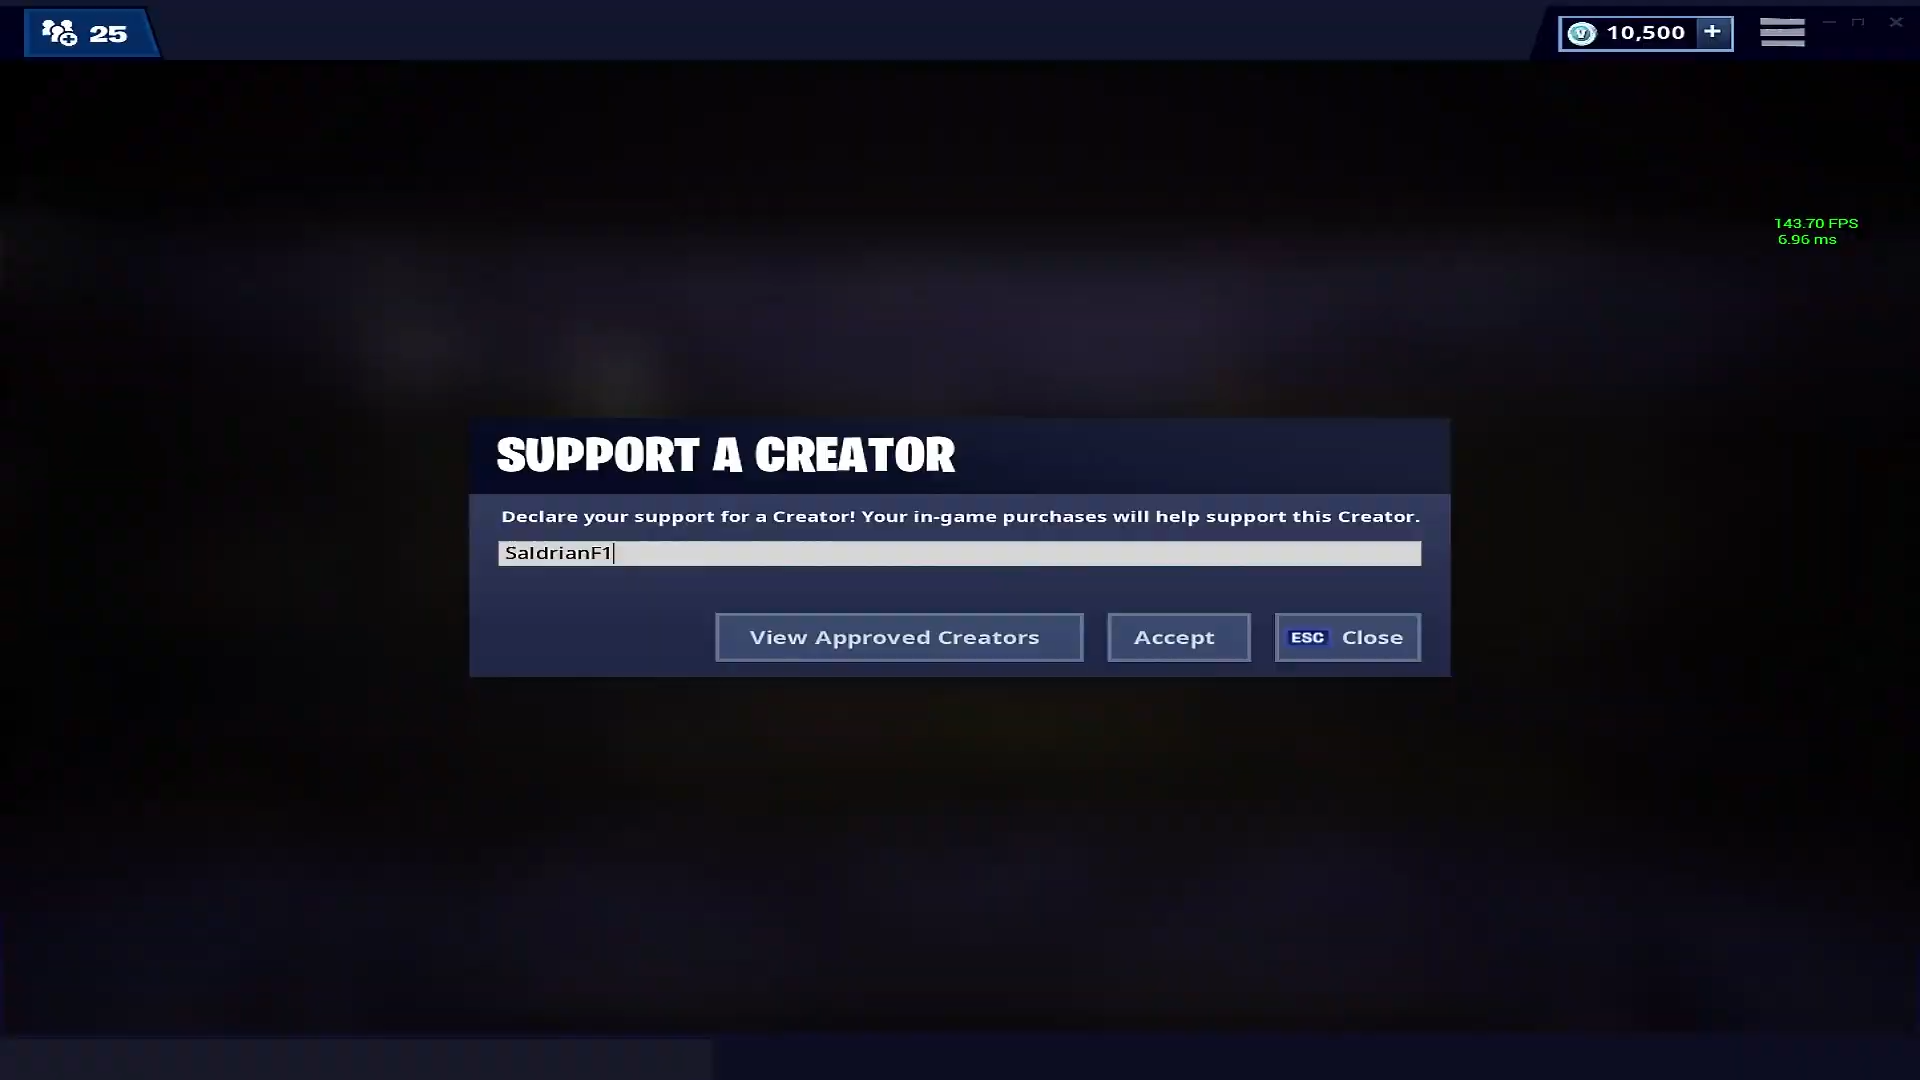 25
10,500 +
143.70 FPS
6.96 ms
SUPPORT A CREATOR
Declare your support for a Creator! Your in-game purchases will help support this Creator.
SaldrianF1
View Approved Creators
Accept
ESC Close